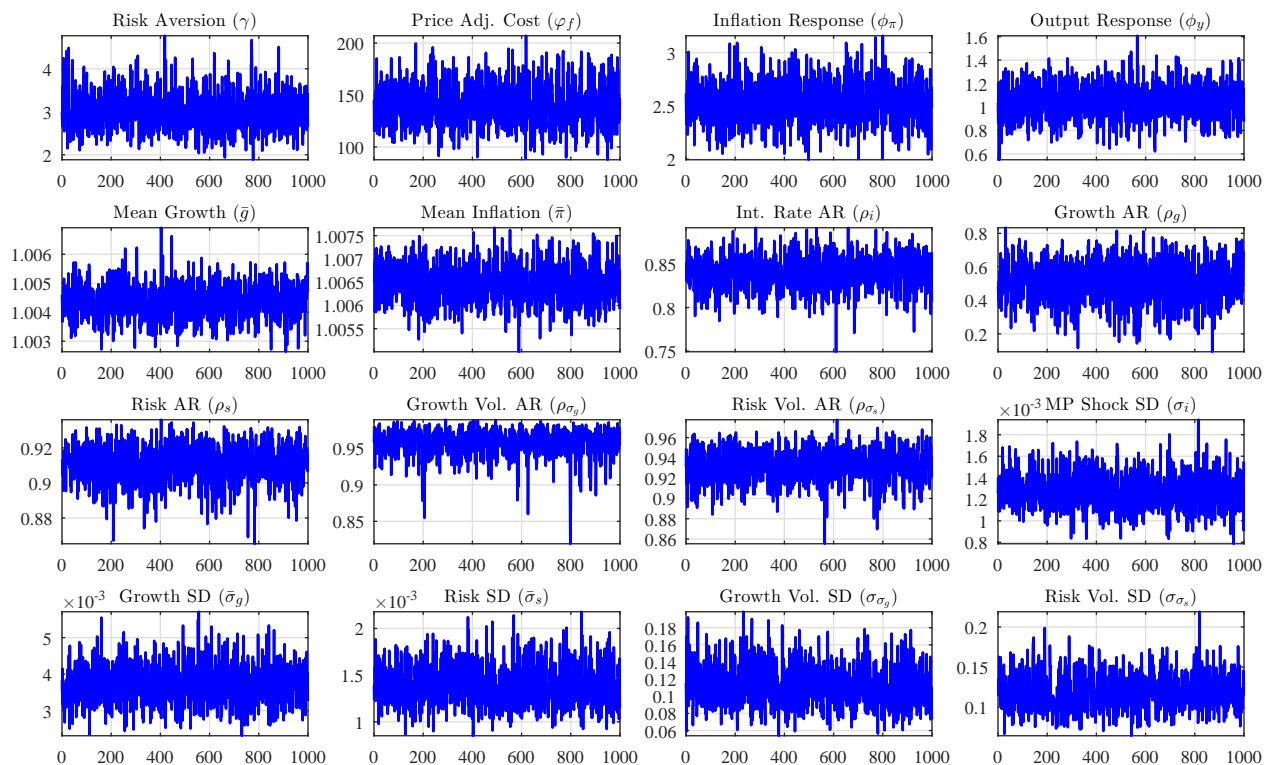 Risk Aversion (γ)
Price Adj. Cost (φ_f)
Inflation Response (ϕ_π)
Output Response (ϕ_y)
4
3
2
0 200 400 600 800 1000
200
150
100
0 200 400 600 800 1000
3
2.5
2
0 200 400 600 800 1000
1.6
1.4
1.2
1
0.8
0.6
0 200 400 600 800 1000
Mean Growth (ḡ)
Mean Inflation (π̄)
Int. Rate AR (ρ_i)
Growth AR (ρ_g)
1.006
1.005
1.004
1.003
0 200 400 600 800 1000
1.0075
1.007
1.0065
1.006
1.0055
0 200 400 600 800 1000
0.85
0.8
0.75
0 200 400 600 800 1000
0.8
0.6
0.4
0.2
0 200 400 600 800 1000
Risk AR (ρ_s)
Growth Vol. AR (ρ_σ_g)
Risk Vol. AR (ρ_σ_s)
×10⁻³ MP Shock SD (σ_i)
0.92
0.9
0.88
0 200 400 600 800 1000
0.95
0.9
0.85
0 200 400 600 800 1000
0.96
0.94
0.92
0.9
0.88
0.86
0 200 400 600 800 1000
1.8
1.6
1.4
1.2
1
0.8
0 200 400 600 800 1000
×10⁻³ Growth SD (σ̄_g)
×10⁻³ Risk SD (σ̄_s)
Growth Vol. SD (σ_σ_g)
Risk Vol. SD (σ_σ_s)
5
4
3
0 200 400 600 800 1000
2
1.5
1
0 200 400 600 800 1000
0.18
0.16
0.14
0.12
0.1
0.08
0.06
0 200 400 600 800 1000
0.2
0.15
0.1
0 200 400 600 800 1000